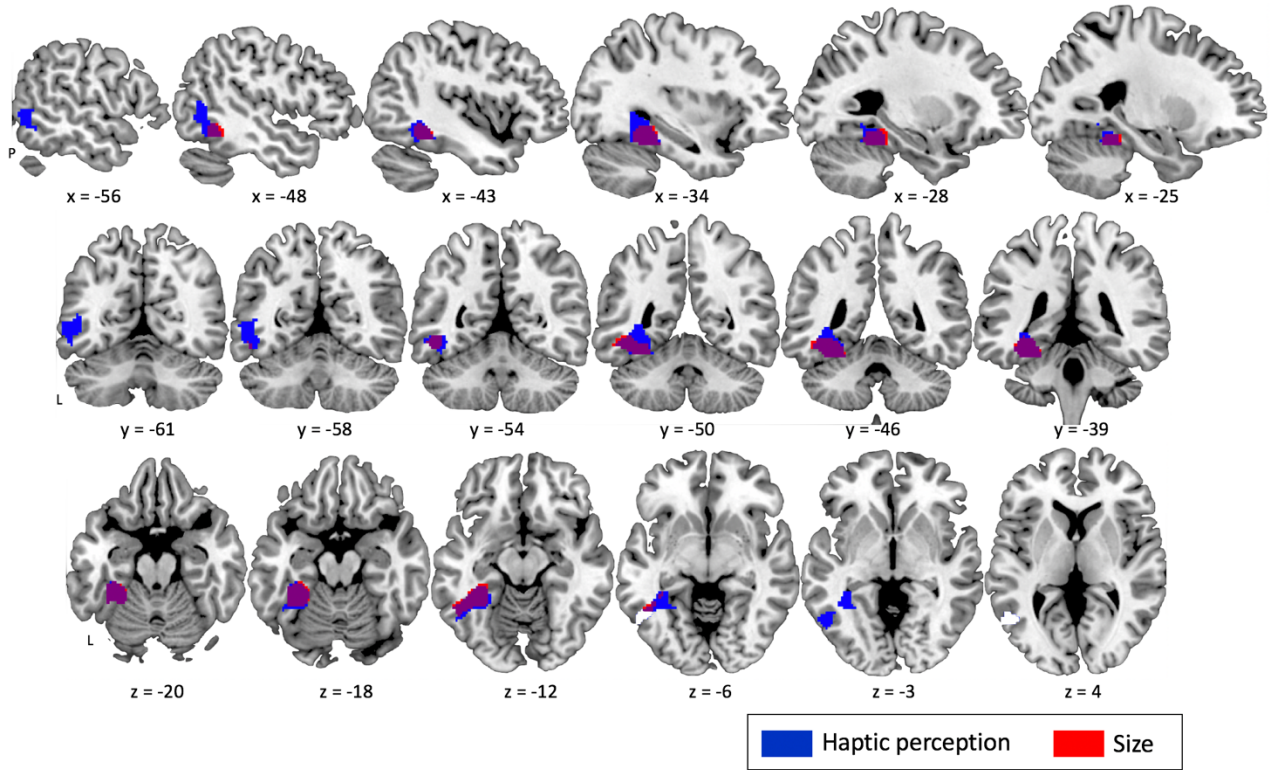 P
x = -56 x = -48 x = -43 x = -34 x = -28 x = -25
L
y = -61 y = -58 y = -54 y = -50 y = -46 y = -39
L
z = -20 z = -18 z = -12 z = -6 z = -3 z = 4
Haptic perception Size